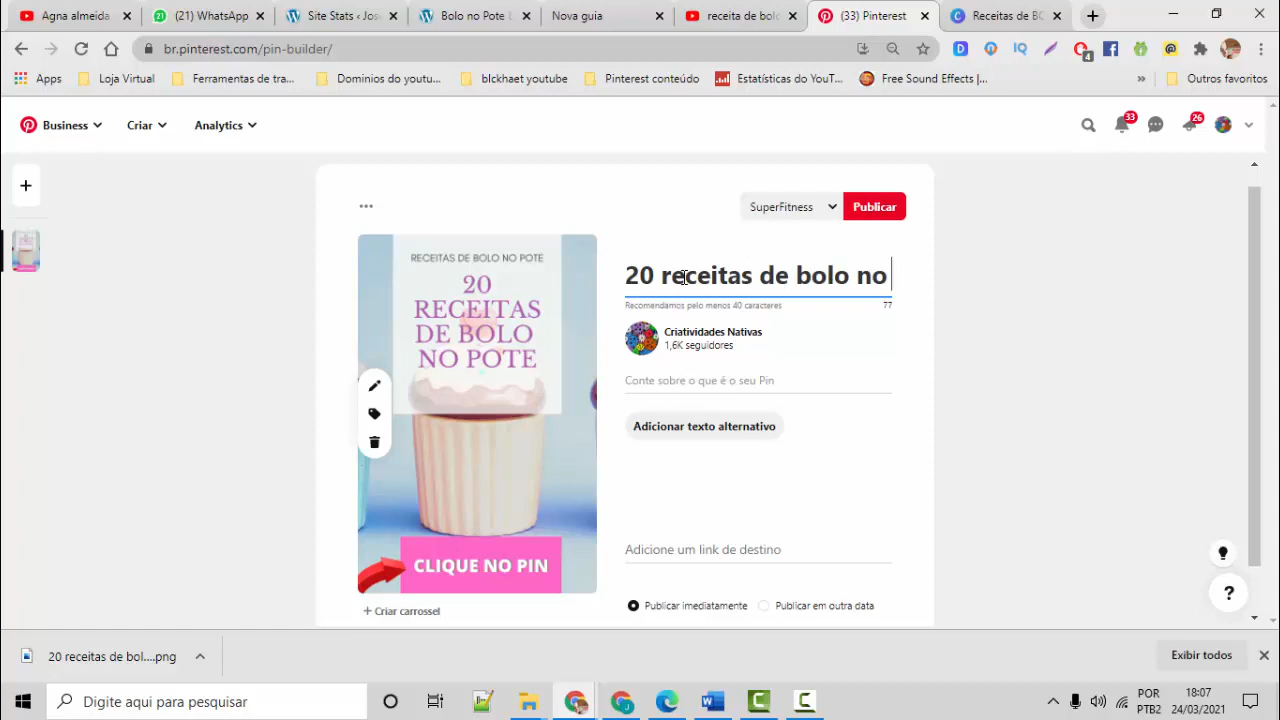 Agna almeida
(21) WhatsApp
Site Stats ‹ Jose
Bolo no Pote
Nova guia
receita de bolo
(33) Pinterest
Receitas de BO
br.pinterest.com/pin-builder/
IQ
4
Apps
Loja Virtual
Ferramentas de tra...
Dominios do youtu...
blckhaet youtube
Pinterest conteúdo
Estatísticas do YouT...
Free Sound Effects |...
»
Outros favoritos
Business
Criar
Analytics
33
26
SuperFitness
Publicar
RECEITAS DE BOLO NO POTE
20
RECEITAS
DE BOLO
NO POTE
CLIQUE NO PIN
20 receitas de bolo no
Recomendamos pelo menos 40 caracteres
77
Criatividades Nativas
1,6K seguidores
Conte sobre o que é o seu Pin
Adicionar texto alternativo
Adicione um link de destino
Publicar imediatamente
Publicar em outra data
+ Criar carrossel
?
20 receitas de bol....png
Exibir todos
Digite aqui para pesquisar
POR
PTB2
18:07
24/03/2021